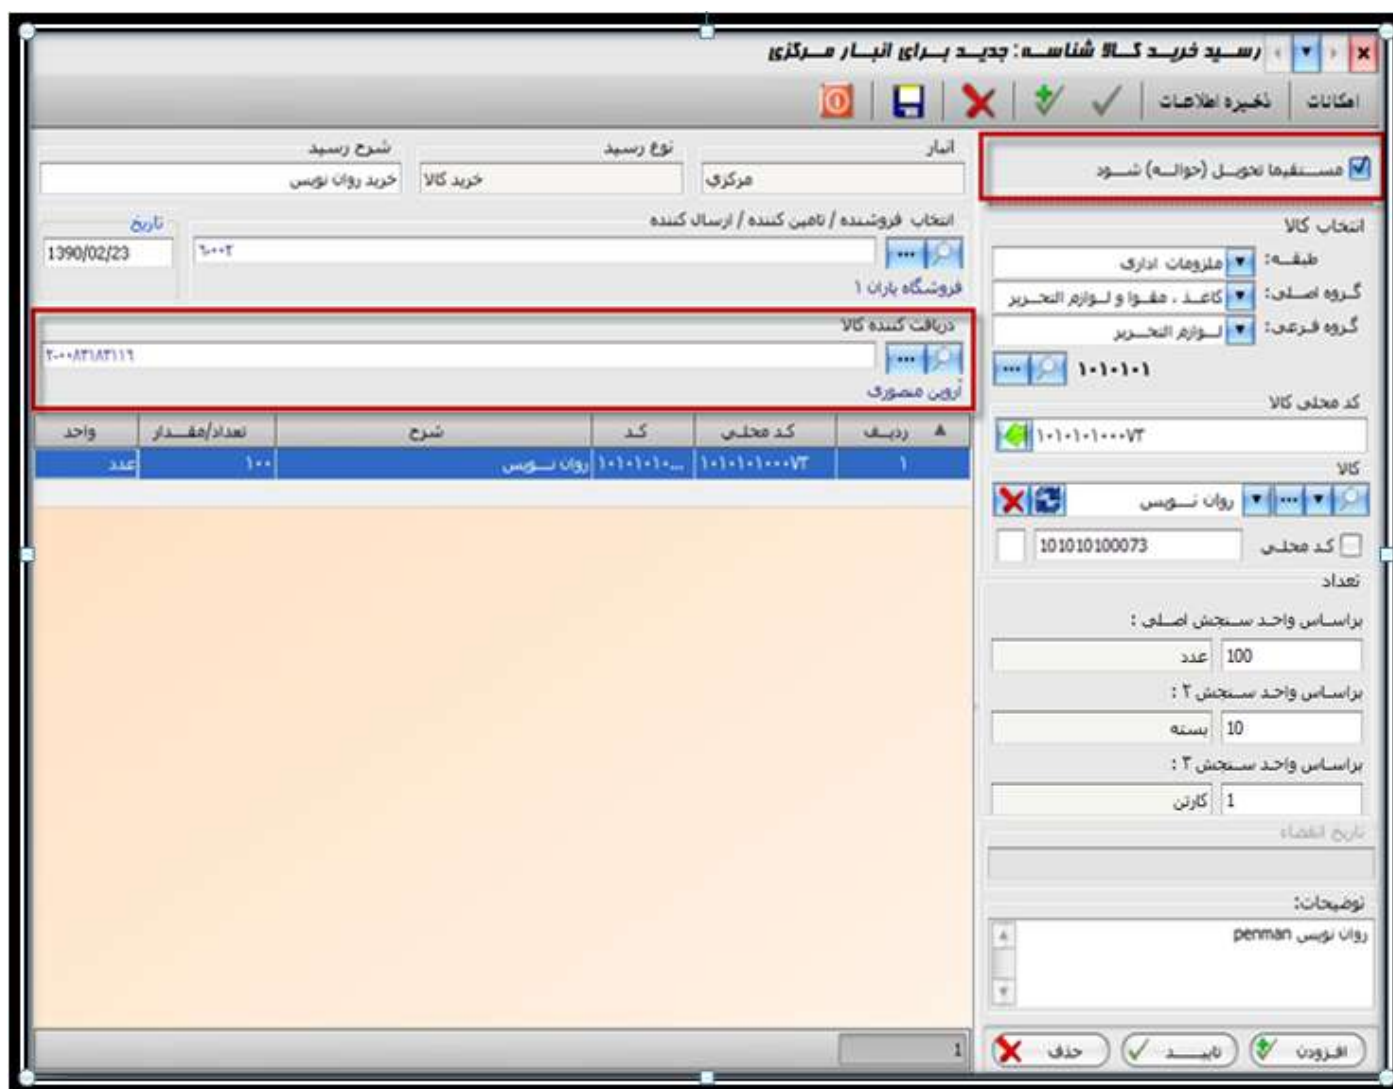 رسید خرید کالا شناسه: جدید برای انبار مرکزی
امکانات
ذخیره اطلاعات
مستقیما تحویل (حواله) شود
انتخاب کالا
طبقه: ملزومات اداری
گروه اصلی: کاغذ ، مقوا و لوازم التحریر
گروه فرعی: لوازم التحریر
۱۰۱۰۱۰۱
کد محلی کالا
۱۰۱۰۱۰۱۰۰۰۷۳
کالا
روان نویس
کد محلی 101010100073
تعداد
براساس واحد سنجش اصلی :
100 عدد
براساس واحد سنجش ۲ :
10 بسته
براساس واحد سنجش ۳ :
1 کارتن
تاریخ انقضاء
توضیحات:
روان نویس penman
افزودن
تایید
حذف
انبار نوع رسید شرح رسید
مرکزی خرید کالا خرید روان نویس
انتخاب فروشنده / تامین کننده / ارسال کننده تاریخ
۶۰۰۰۲ 1390/02/23
فروشگاه باران ۱
دریافت کننده کالا
۲۰۰۰۸۳۱۸۳۱۱۶
آروین منصوری
ردیف کد محلی کد شرح تعداد/مقدار واحد
۱ ۱۰۱۰۱۰۱۰۰۰۷۳ ۱۰۱۰۱۰۱۰... روان نویس ۱۰۰ عدد
1